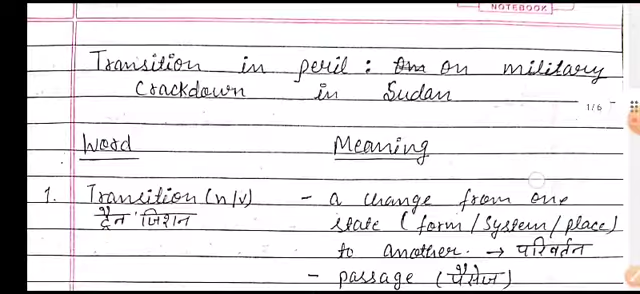 NOTEBOOK
Transition in peril : on military
Crackdown in Sudan
1/6
Word Meaning
1. Transition (n/v) - a change from one
ट्रैन'जिशन state (form/system/place)
to another. → परिवर्तन
- passage (पैसेज)